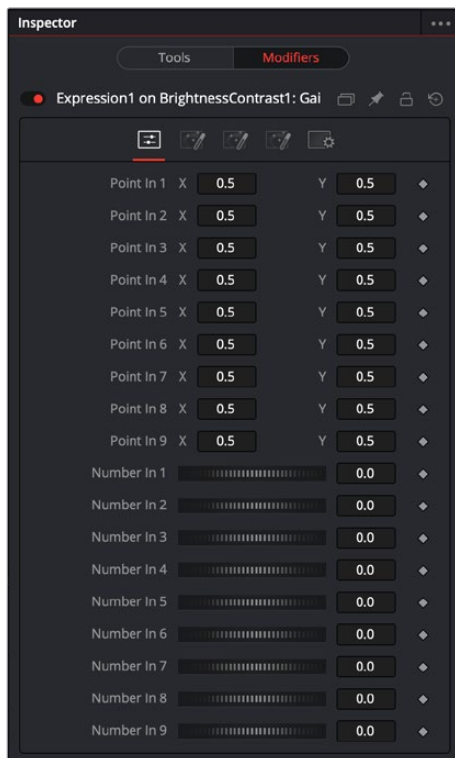 Inspector
Tools Modifiers
Expression1 on BrightnessContrast1: Gai
Point In 1 X 0.5 Y 0.5
Point In 2 X 0.5 Y 0.5
Point In 3 X 0.5 Y 0.5
Point In 4 X 0.5 Y 0.5
Point In 5 X 0.5 Y 0.5
Point In 6 X 0.5 Y 0.5
Point In 7 X 0.5 Y 0.5
Point In 8 X 0.5 Y 0.5
Point In 9 X 0.5 Y 0.5
Number In 1 0.0
Number In 2 0.0
Number In 3 0.0
Number In 4 0.0
Number In 5 0.0
Number In 6 0.0
Number In 7 0.0
Number In 8 0.0
Number In 9 0.0